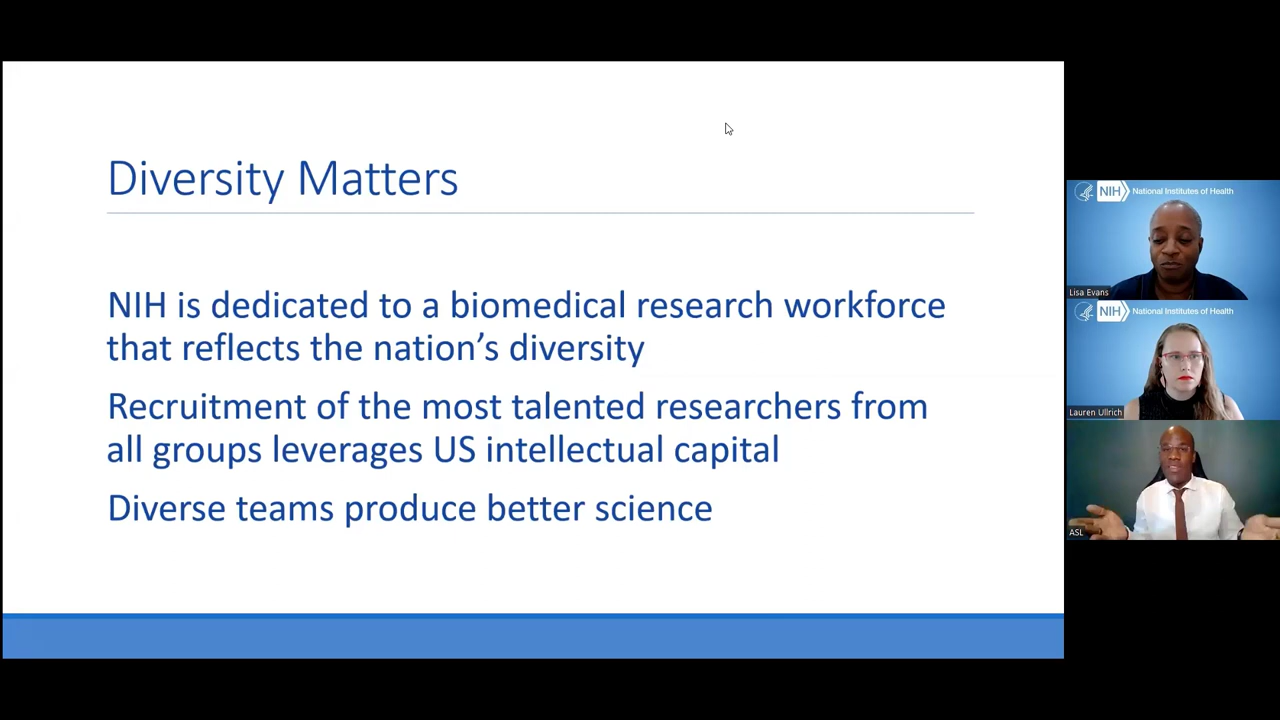 Diversity Matters
NIH is dedicated to a biomedical research workforce
that reflects the nation's diversity
Recruitment of the most talented researchers from
all groups leverages US intellectual capital
Diverse teams produce better science
NIH National Institutes of Health
Lisa Evans
NIH National Institutes of Health
Lauren Ullrich
ASL